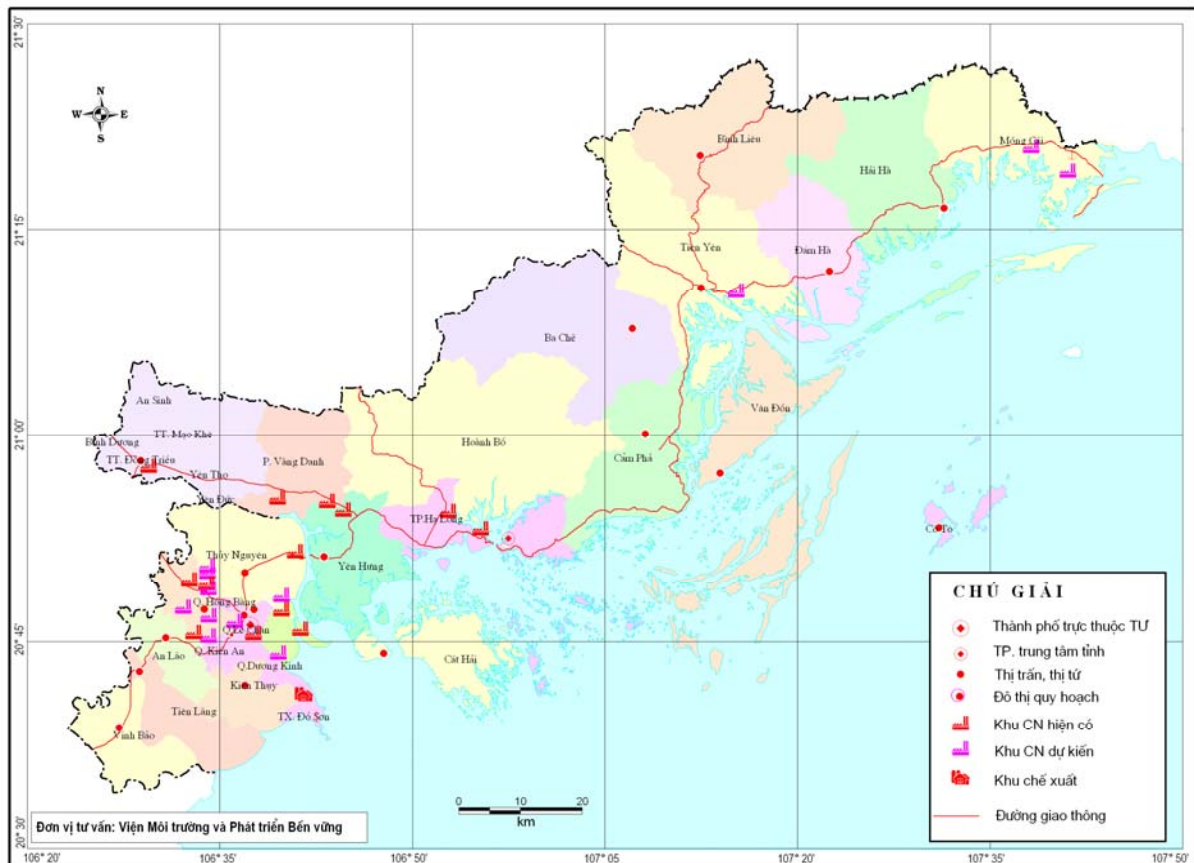 21° 30'
21° 15'
21° 00'
20° 45'
20° 30'
N
W E
S
Bình Liêu
Móng Cái
Hải Hà
Tiên Yên
Đầm Hà
Ba Chẽ
An Sinh
TT. Mạo Khê
Bình Dương
TT. Đông Triều
Yên Thọ
P. Vàng Danh
Yên Đức
Hoành Bồ
Cẩm Phả
Vân Đồn
TP.Hạ Long
Cô Tô
Thủy Nguyên
Yên Hưng
Q. Hồng Bàng
Q.Lê Chân
An Lão
Q. Kiến An
Q.Dương Kinh
Cát Hải
Kiến Thụy
Tiên Lãng
TX. Đồ Sơn
Vĩnh Bảo
CHÚ GIẢI
Thành phố trực thuộc TƯ
TP. trung tâm tỉnh
Thị trấn, thị tứ
Đô thị quy hoạch
Khu CN hiện có
Khu CN dự kiến
Khu chế xuất
Đường giao thông
0 10 20
km
Đơn vị tư vấn: Viện Môi trường và Phát triển Bền vững
106° 20' 106° 35' 106° 50' 107° 05' 107° 20' 107° 35' 107° 50'